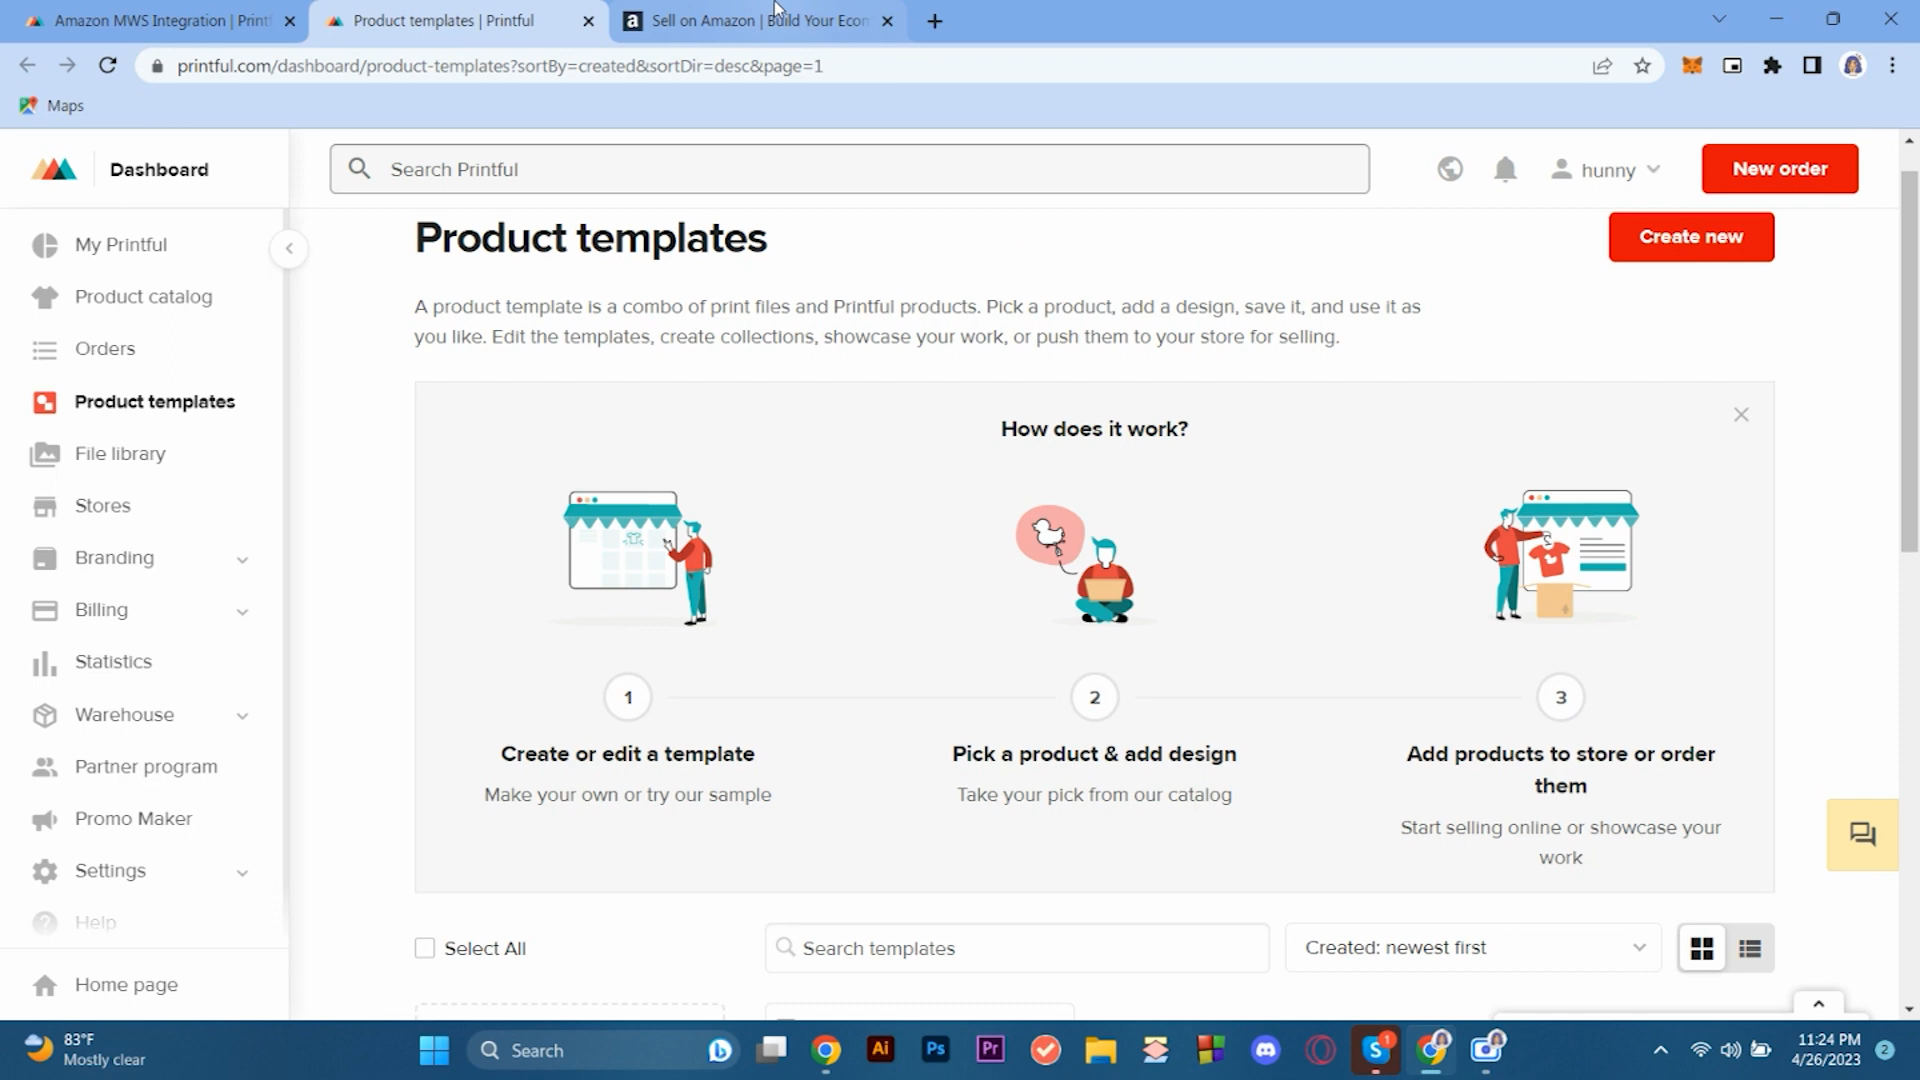 Amazon MWS Integration | Printf
Product templates | Printful
a Sell on Amazon | Build Your Econ
printful.com/dashboard/product-templates?sortBy=created&sortDir=desc&page=1
Maps
Dashboard
Search Printful
hunny
New order
My Printful
Product catalog
Orders
Product templates
File library
Stores
Branding
Billing
Statistics
Warehouse
Partner program
Promo Maker
Settings
Help
Home page
Product templates
Create new
A product template is a combo of print files and Printful products. Pick a product, add a design, save it, and use it as
you like. Edit the templates, create collections, showcase your work, or push them to your store for selling.
How does it work?
1
2
3
Create or edit a template
Make your own or try our sample
Pick a product & add design
Take your pick from our catalog
Add products to store or order
them
Start selling online or showcase your
work
Select All
Search templates
Created: newest first
83°F
Mostly clear
Search
Ai
Ps
Pr
S
1
11:24 PM
4/26/2023
2